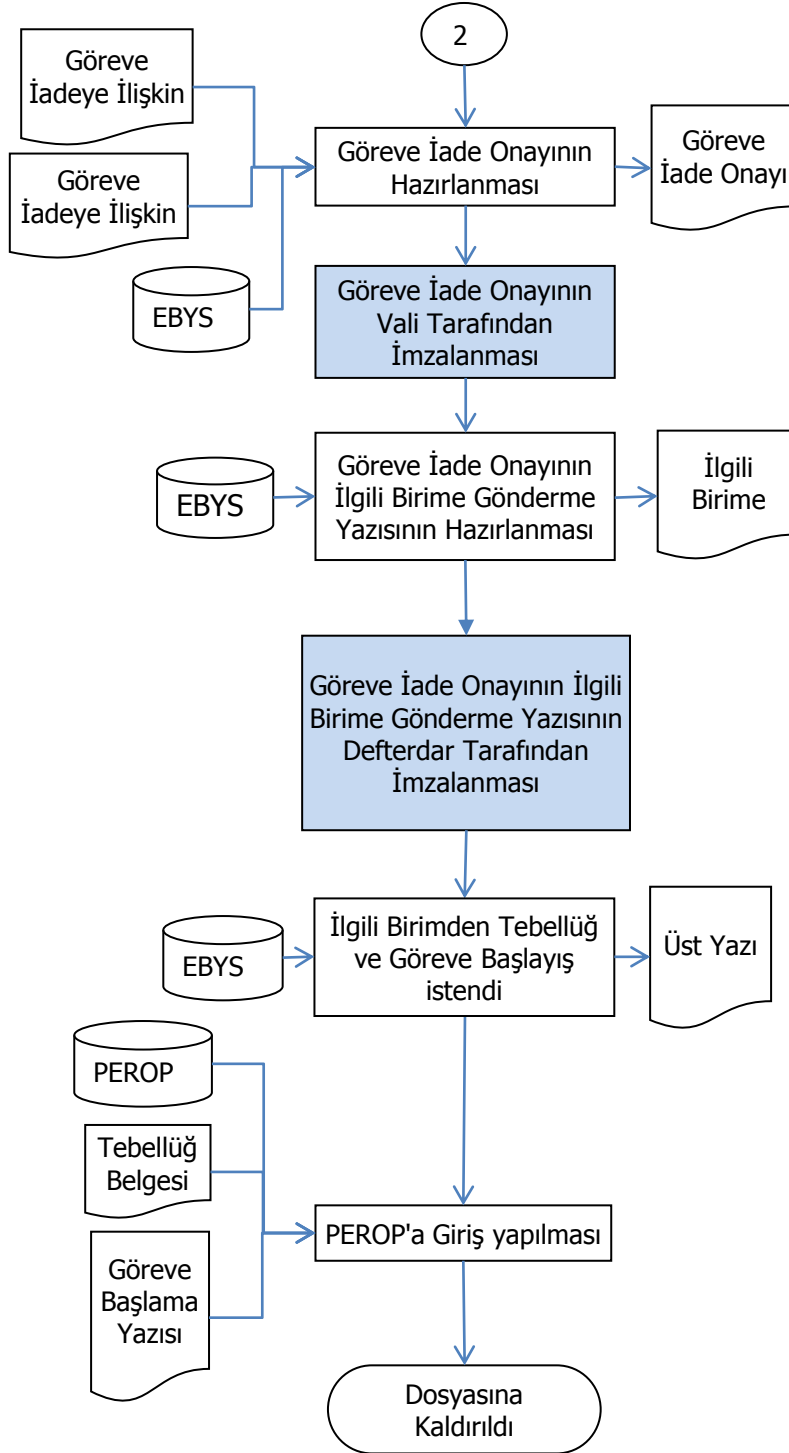 2
Göreve
İadeye İlişkin
Göreve İade Onayının
Hazırlanması
Göreve
İade Onayı
Göreve
İadeye İlişkin
EBYS
Göreve İade Onayının
Vali Tarafından
İmzalanması
EBYS
Göreve İade Onayının
İlgili Birime Gönderme
Yazısının Hazırlanması
İlgili
Birime
Göreve İade Onayının İlgili
Birime Gönderme Yazısının
Defterdar Tarafından
İmzalanması
EBYS
İlgili Birimden Tebellüğ
ve Göreve Başlayış
istendi
Üst Yazı
PEROP
Tebellüğ
Belgesi
Göreve
Başlama
Yazısı
PEROP'a Giriş yapılması
Dosyasına
Kaldırıldı